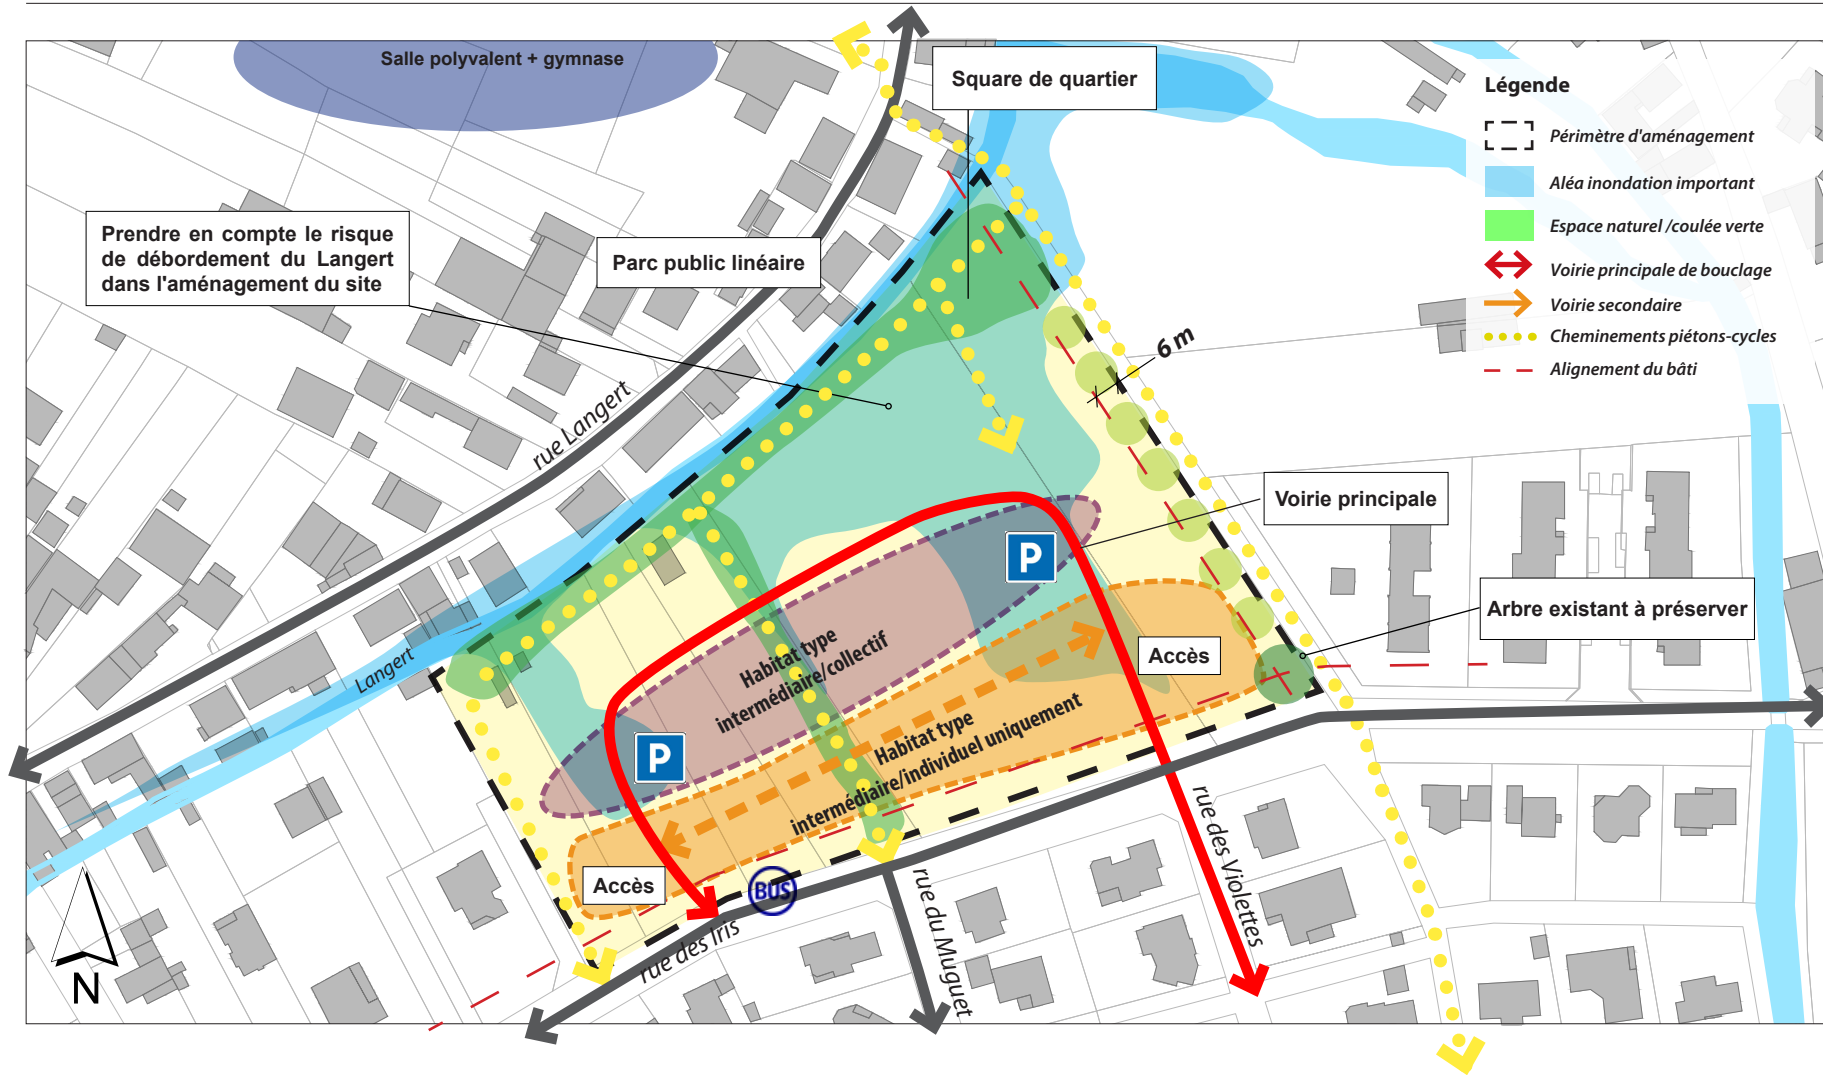 Salle polyvalent + gymnase
Square de quartier
Légende
Périmètre d'aménagement
Aléa inondation important
Espace naturel /coulée verte
Voirie principale de bouclage
Voirie secondaire
Cheminements piétons-cycles
Alignement du bâti
Prendre en compte le risque
de débordement du Langert
dans l'aménagement du site
Parc public linéaire
6 m
rue Langert
Voirie principale
P
Arbre existant à préserver
Accès
Langert
Habitat type
intermédiaire/collectif
P
Habitat type
intermédiaire/individuel uniquement
Accès
BUS
rue des Iris
rue du Muguet
rue des Violettes
N